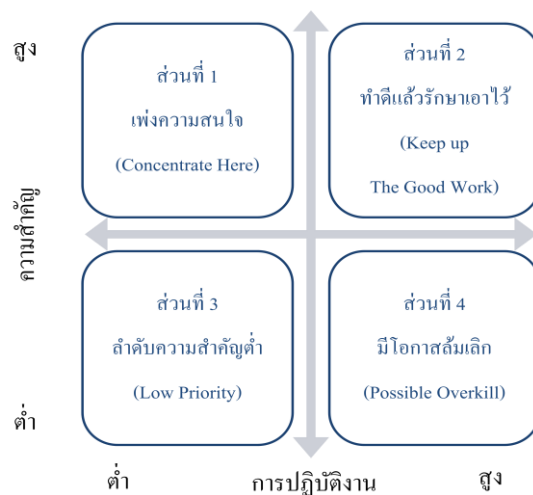 สูง
ส่วนที่ 1
เพ่งความสนใจ
(Concentrate Here)
ส่วนที่ 2
ทำดีแล้วรักษาเอาไว้
(Keep up
The Good Work)
ความสำคัญ
ส่วนที่ 3
ลำดับความสำคัญต่ำ
(Low Priority)
ส่วนที่ 4
มีโอกาสล้มเลิก
(Possible Overkill)
ต่ำ
ต่ำ
การปฏิบัติงาน
สูง